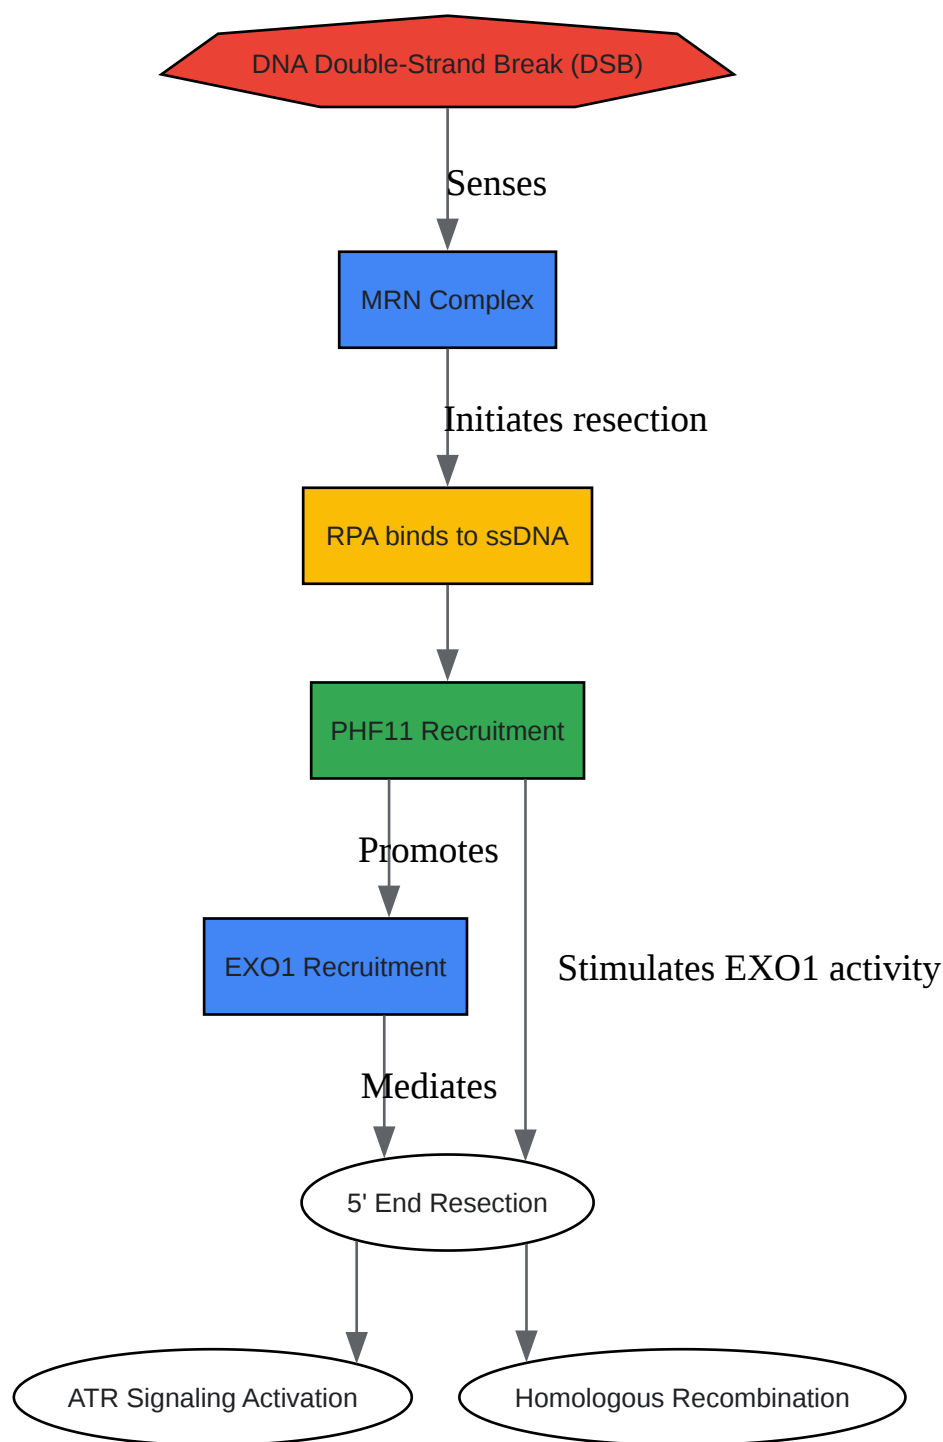 DNA Double-Strand Break (DSB)
Senses
MRN Complex
Initiates resection
RPA binds to ssDNA
PHF11 Recruitment
Promotes
EXO1 Recruitment
Stimulates EXO1 activity
Mediates
5' End Resection
ATR Signaling Activation
Homologous Recombination